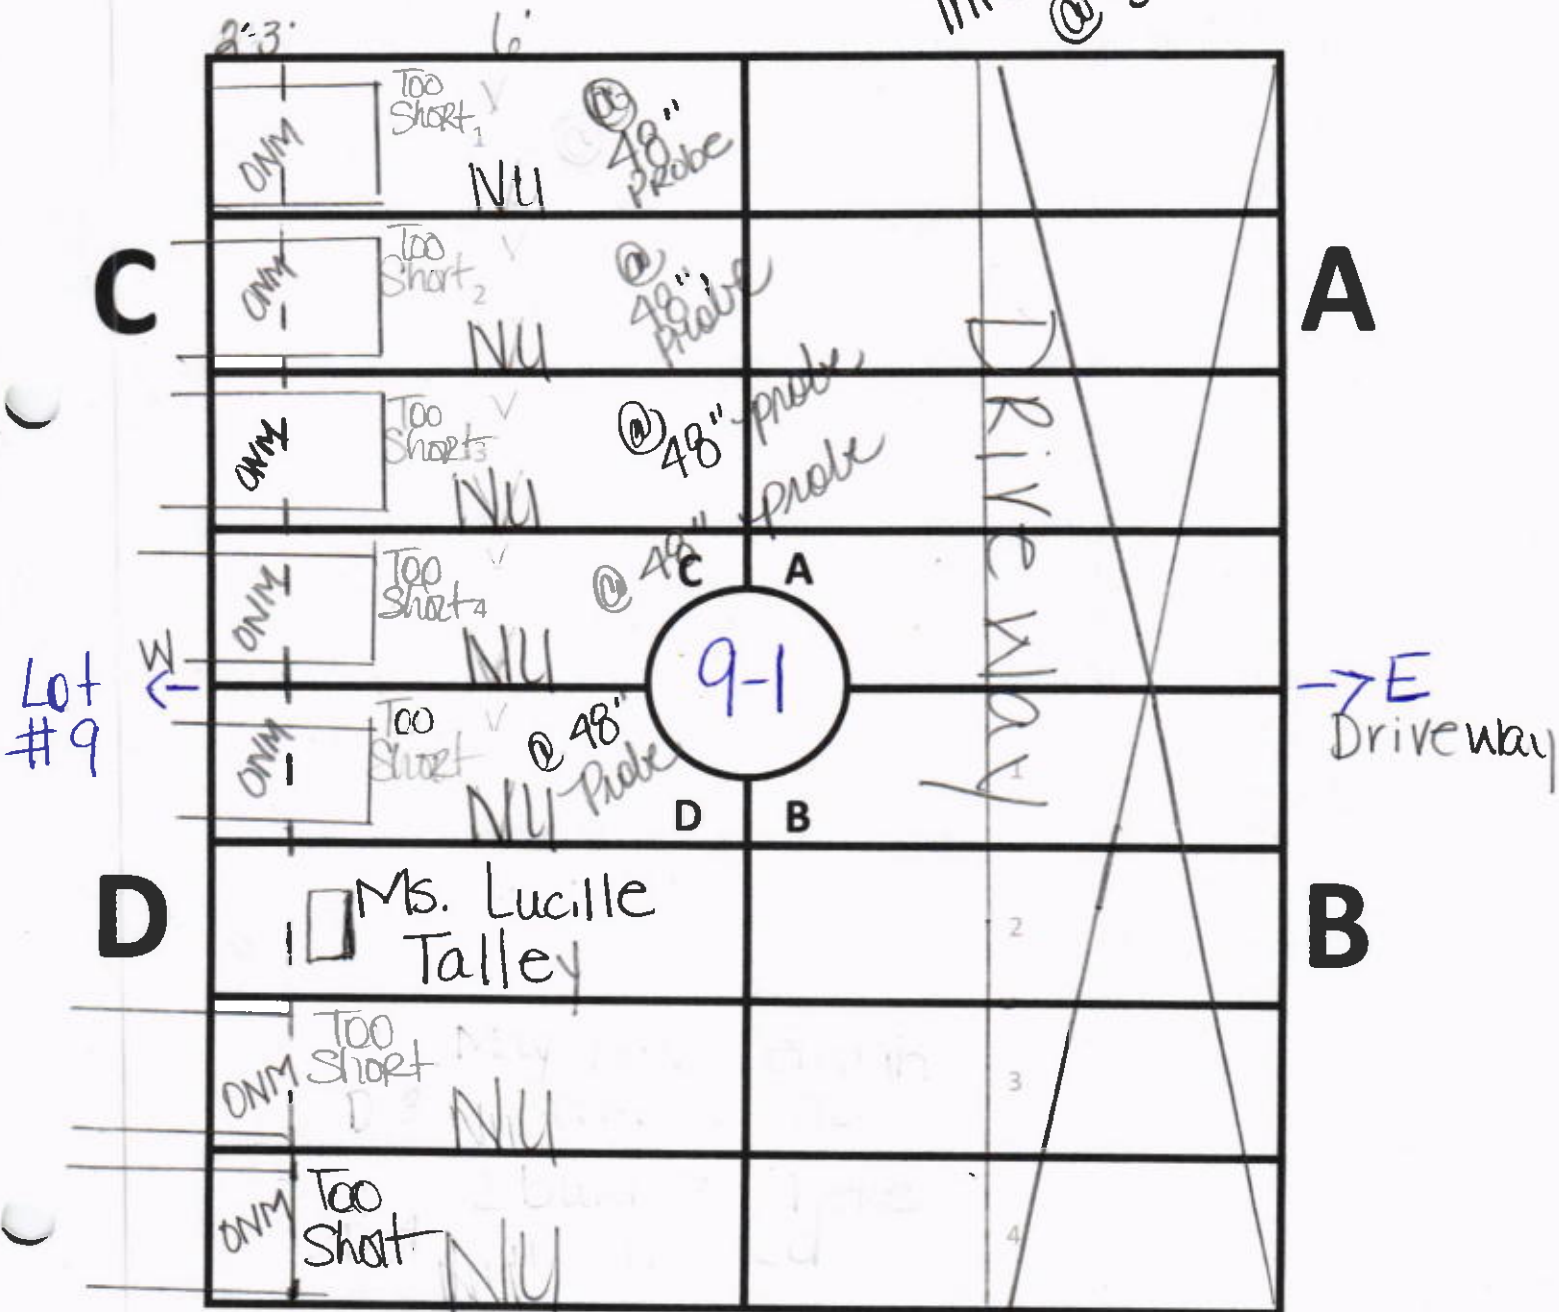 2'-3"
6'
@
ONM
Too
Short
1
NU
@
48"
Probe
C
ONM
Too
Short
2
NU
@
48"
probe
A
ONM
Too
Short
3
NU
@ 48" probe
ONM
Too
Short
4
NU
@ 48" probe
C
A
9-1
D
B
Driveway
W
Lot
#9
E
Driveway
ONM
Too
Short
@ 48"
Probe
NU
1
D
Ms. Lucille
Talley
2
B
ONM
Too
Short
NU
3
ONM
Too
Short
NU
4